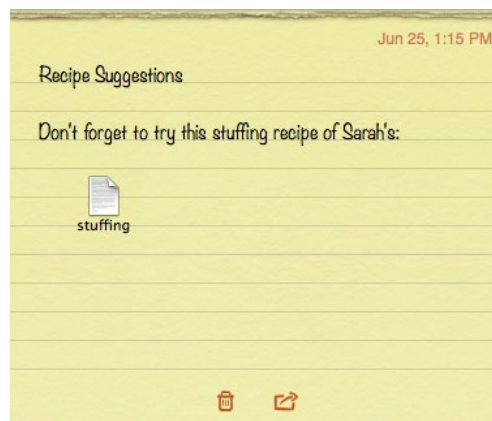 Jun 25, 1:15 PM
Recipe Suggestions
Don't forget to try this stuffing recipe of Sarah's:
stuffing